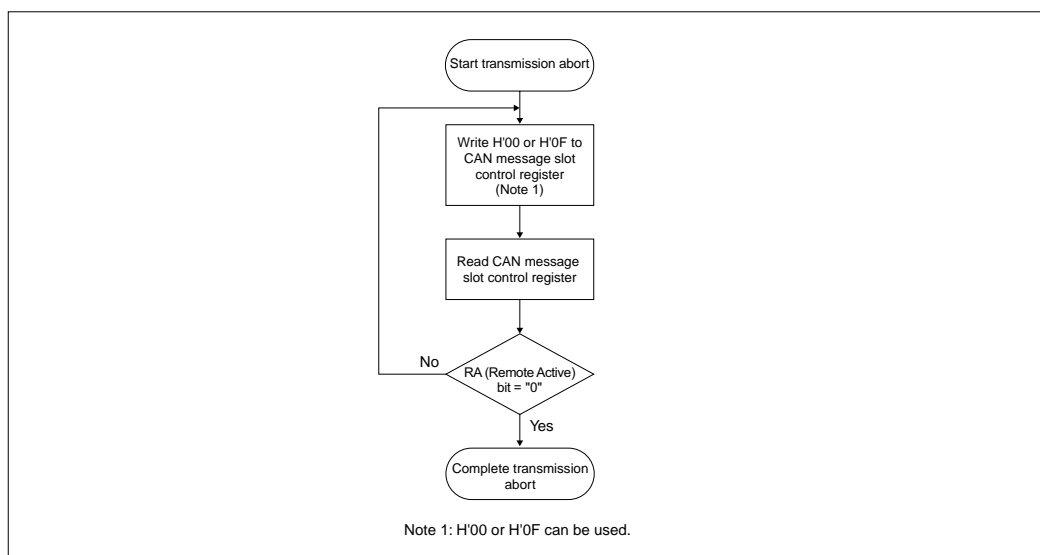 Start transmission abort
Write H'00 or H'0F to
CAN message slot
control register
(Note 1)
Read CAN message
slot control register
No
RA (Remote Active)
bit = "0"
Yes
Complete transmission
abort
Note 1: H'00 or H'0F can be used.